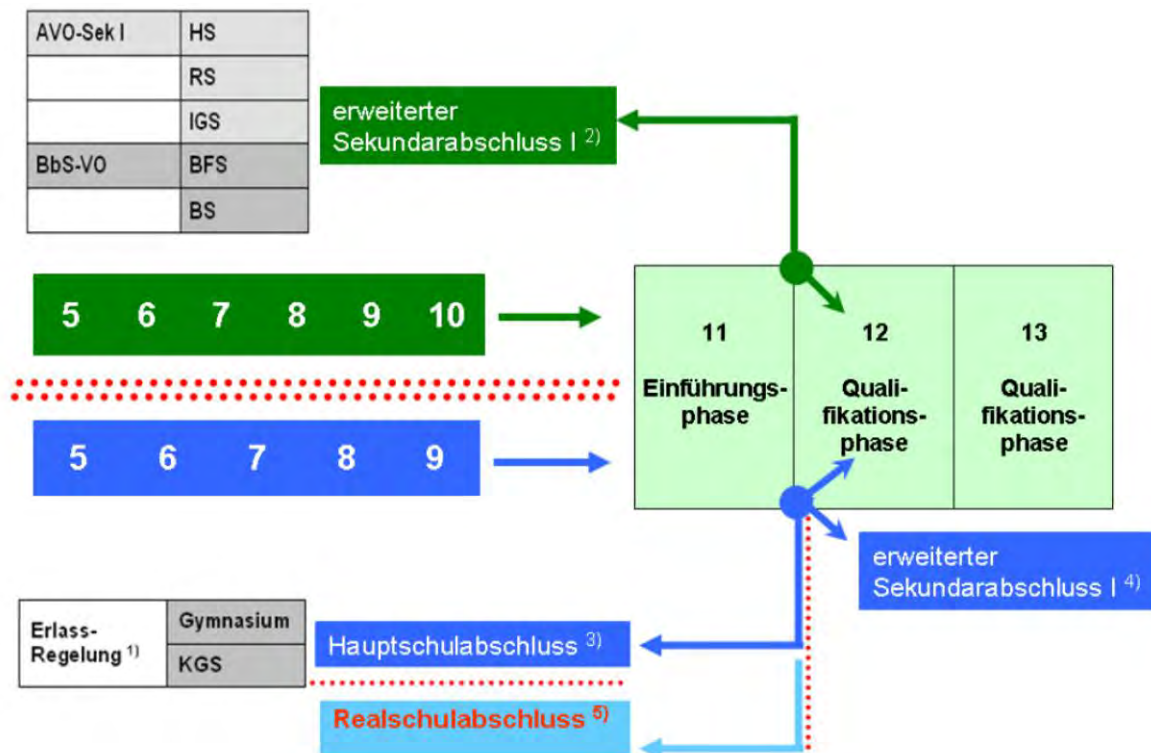 AVO-Sek I HS
RS
IGS
BbS-VO BFS
BS
erweiterter
Sekundarabschluss I 2)
5 6 7 8 9 10
11
Einführungs-
phase
12
Quali-
fikations-
phase
13
Quali-
fikations-
phase
5 6 7 8 9
erweiterter
Sekundarabschluss I 4)
Erlass-
Regelung 1)
Gymnasium
KGS
Hauptschulabschluss 3)
Realschulabschluss 5)